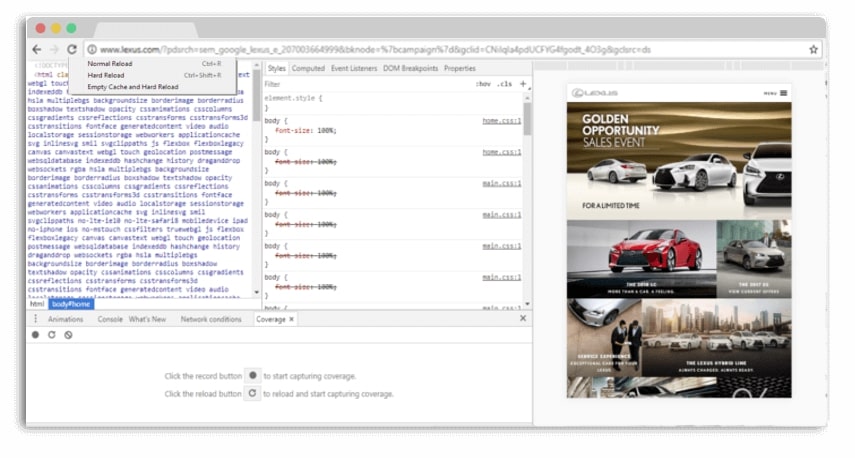 www.lexus.com/?pdsrch=sem_google_lexus_e_207003664999&bknode=%7bcampaign%7d&gclid=CNiIqla4pdUCFYG4fgodt_4O3g&gclsrc=ds
Normal Reload Ctrl+R
Hard Reload Ctrl+Shift+R
Empty Cache and Hard Reload
<!DOCTYPE
<html cla
text
webgl touch
indexeddb h
rgba
hsla multiplebgs backgroundsize borderimage borderradius
boxshadow textshadow opacity cssanimations csscolumns
cssgradients cssreflections csstransforms csstransforms3d
csstransitions fontface generatedcontent video audio
localstorage sessionstorage webworkers applicationcache
svg inlinesvg smil svgclippaths js flexbox flexboxlegacy
canvas canvastext webgl touch geolocation postmessage
websqldatabase indexeddb hashchange history draganddrop
websockets rgba hsla multiplebgs backgroundsize
borderimage borderradius boxshadow textshadow opacity
cssanimations csscolumns cssgradients cssreflections
csstransforms csstransforms3d csstransitions fontface
generatedcontent video audio localstorage sessionstorage
webworkers applicationcache svg inlinesvg smil
svgclippaths no-lte-ie10 no-lte-safari8 mobiledevice ipad
no-iphone ios no-mstouch cssfilters truewebgl js flexbox
flexboxlegacy canvas canvastext webgl touch geolocation
postmessage websqldatabase indexeddb hashchange history
draganddrop websockets rgba hsla multiplebgs
backgroundsize borderimage borderradius boxshadow
textshadow opacity cssanimations csscolumns cssgradients
cssreflections csstransforms csstransforms3d
csstransitions fontface generatedcontent video audio
html body#home
Styles Computed Event Listeners DOM Breakpoints Properties
Filter :hov .cls +
element.style {
}
body { home.css:1
font-size: 100%;
}
body { home.css:1
font-size: 100%;
}
body { main.css:1
font-size: 100%;
}
body { main.css:1
font-size: 100%;
}
body { main.css:1
font-size: 100%;
}
body { main.css:1
font-size: 100%;
}
Animations Console What's New Network conditions Coverage ×
Click the record button to start capturing coverage.
Click the reload button to reload and start capturing coverage.
LEXUS MENU
GOLDEN
OPPORTUNITY
SALES EVENT
FOR A LIMITED TIME
THE 2018 LC
MORE THAN A CAR. A FEELING.
THE 2017 GS
VIEW CURRENT OFFERS
SERVICE EXPERIENCE
EXCEPTIONAL CARE FOR YOUR
LEXUS
THE LEXUS HYBRID LINE
ALWAYS CHARGED. ALWAYS READY.